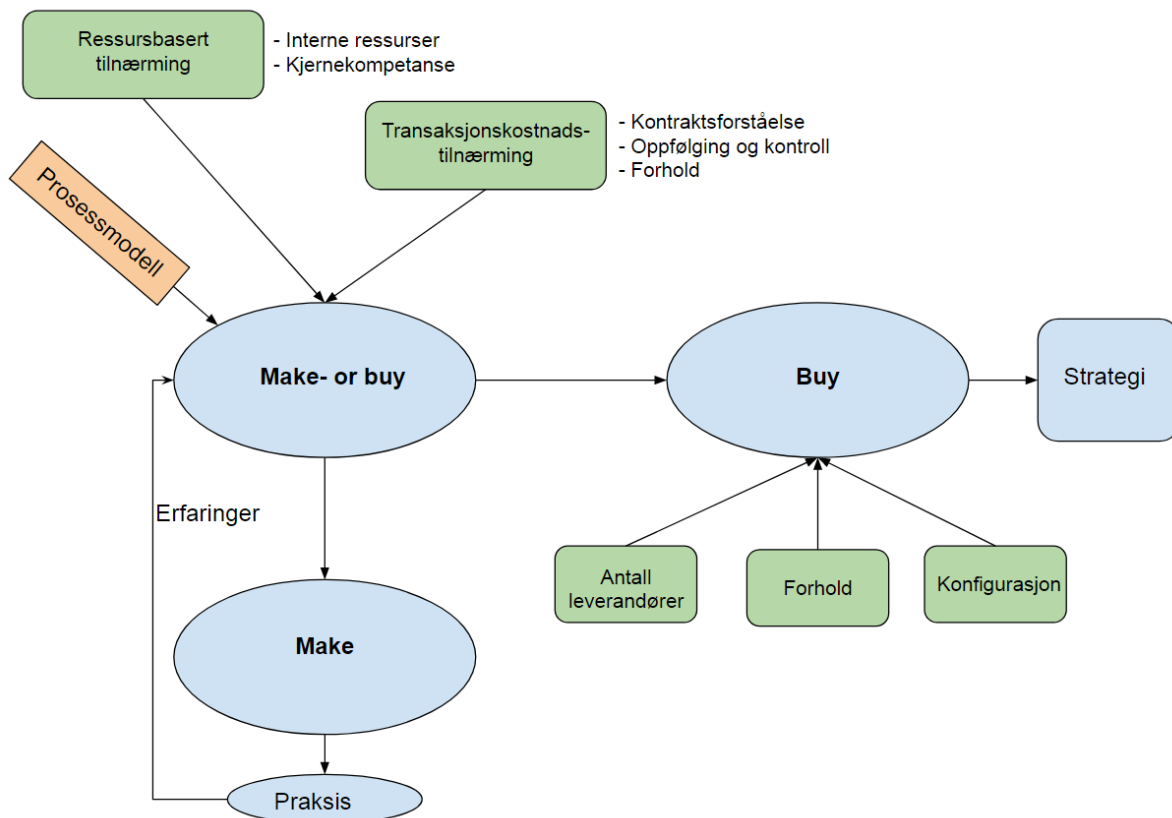 Ressursbasert
tilnærming
- Interne ressurser
- Kjernekompetanse
Transaksjonskostnads-
tilnærming
- Kontraktsforståelse
- Oppfølging og kontroll
- Forhold
Prosessmodell
Make- or buy
Buy
Strategi
Erfaringer
Antall
leverandører
Forhold
Konfigurasjon
Make
Praksis